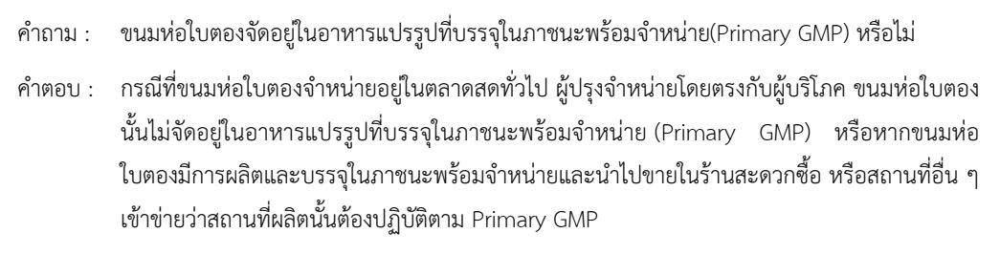 คำถาม : ขนมห่อใบตองจัดอยู่ในอาหารแปรรูปที่บรรจุในภาชนะพร้อมจำหน่าย(Primary GMP) หรือไม่
คำตอบ : กรณีที่ขนมห่อใบตองจำหน่ายอยู่ในตลาดสดทั่วไป ผู้ปรุงจำหน่ายโดยตรงกับผู้บริโภค ขนมห่อใบตอง
นั้นไม่จัดอยู่ในอาหารแปรรูปที่บรรจุในภาชนะพร้อมจำหน่าย (Primary GMP) หรือหากขนมห่อ
ใบตองมีการผลิตและบรรจุในภาชนะพร้อมจำหน่ายและนำไปขายในร้านสะดวกซื้อ หรือสถานที่อื่น ๆ
เข้าข่ายว่าสถานที่ผลิตนั้นต้องปฏิบัติตาม Primary GMP